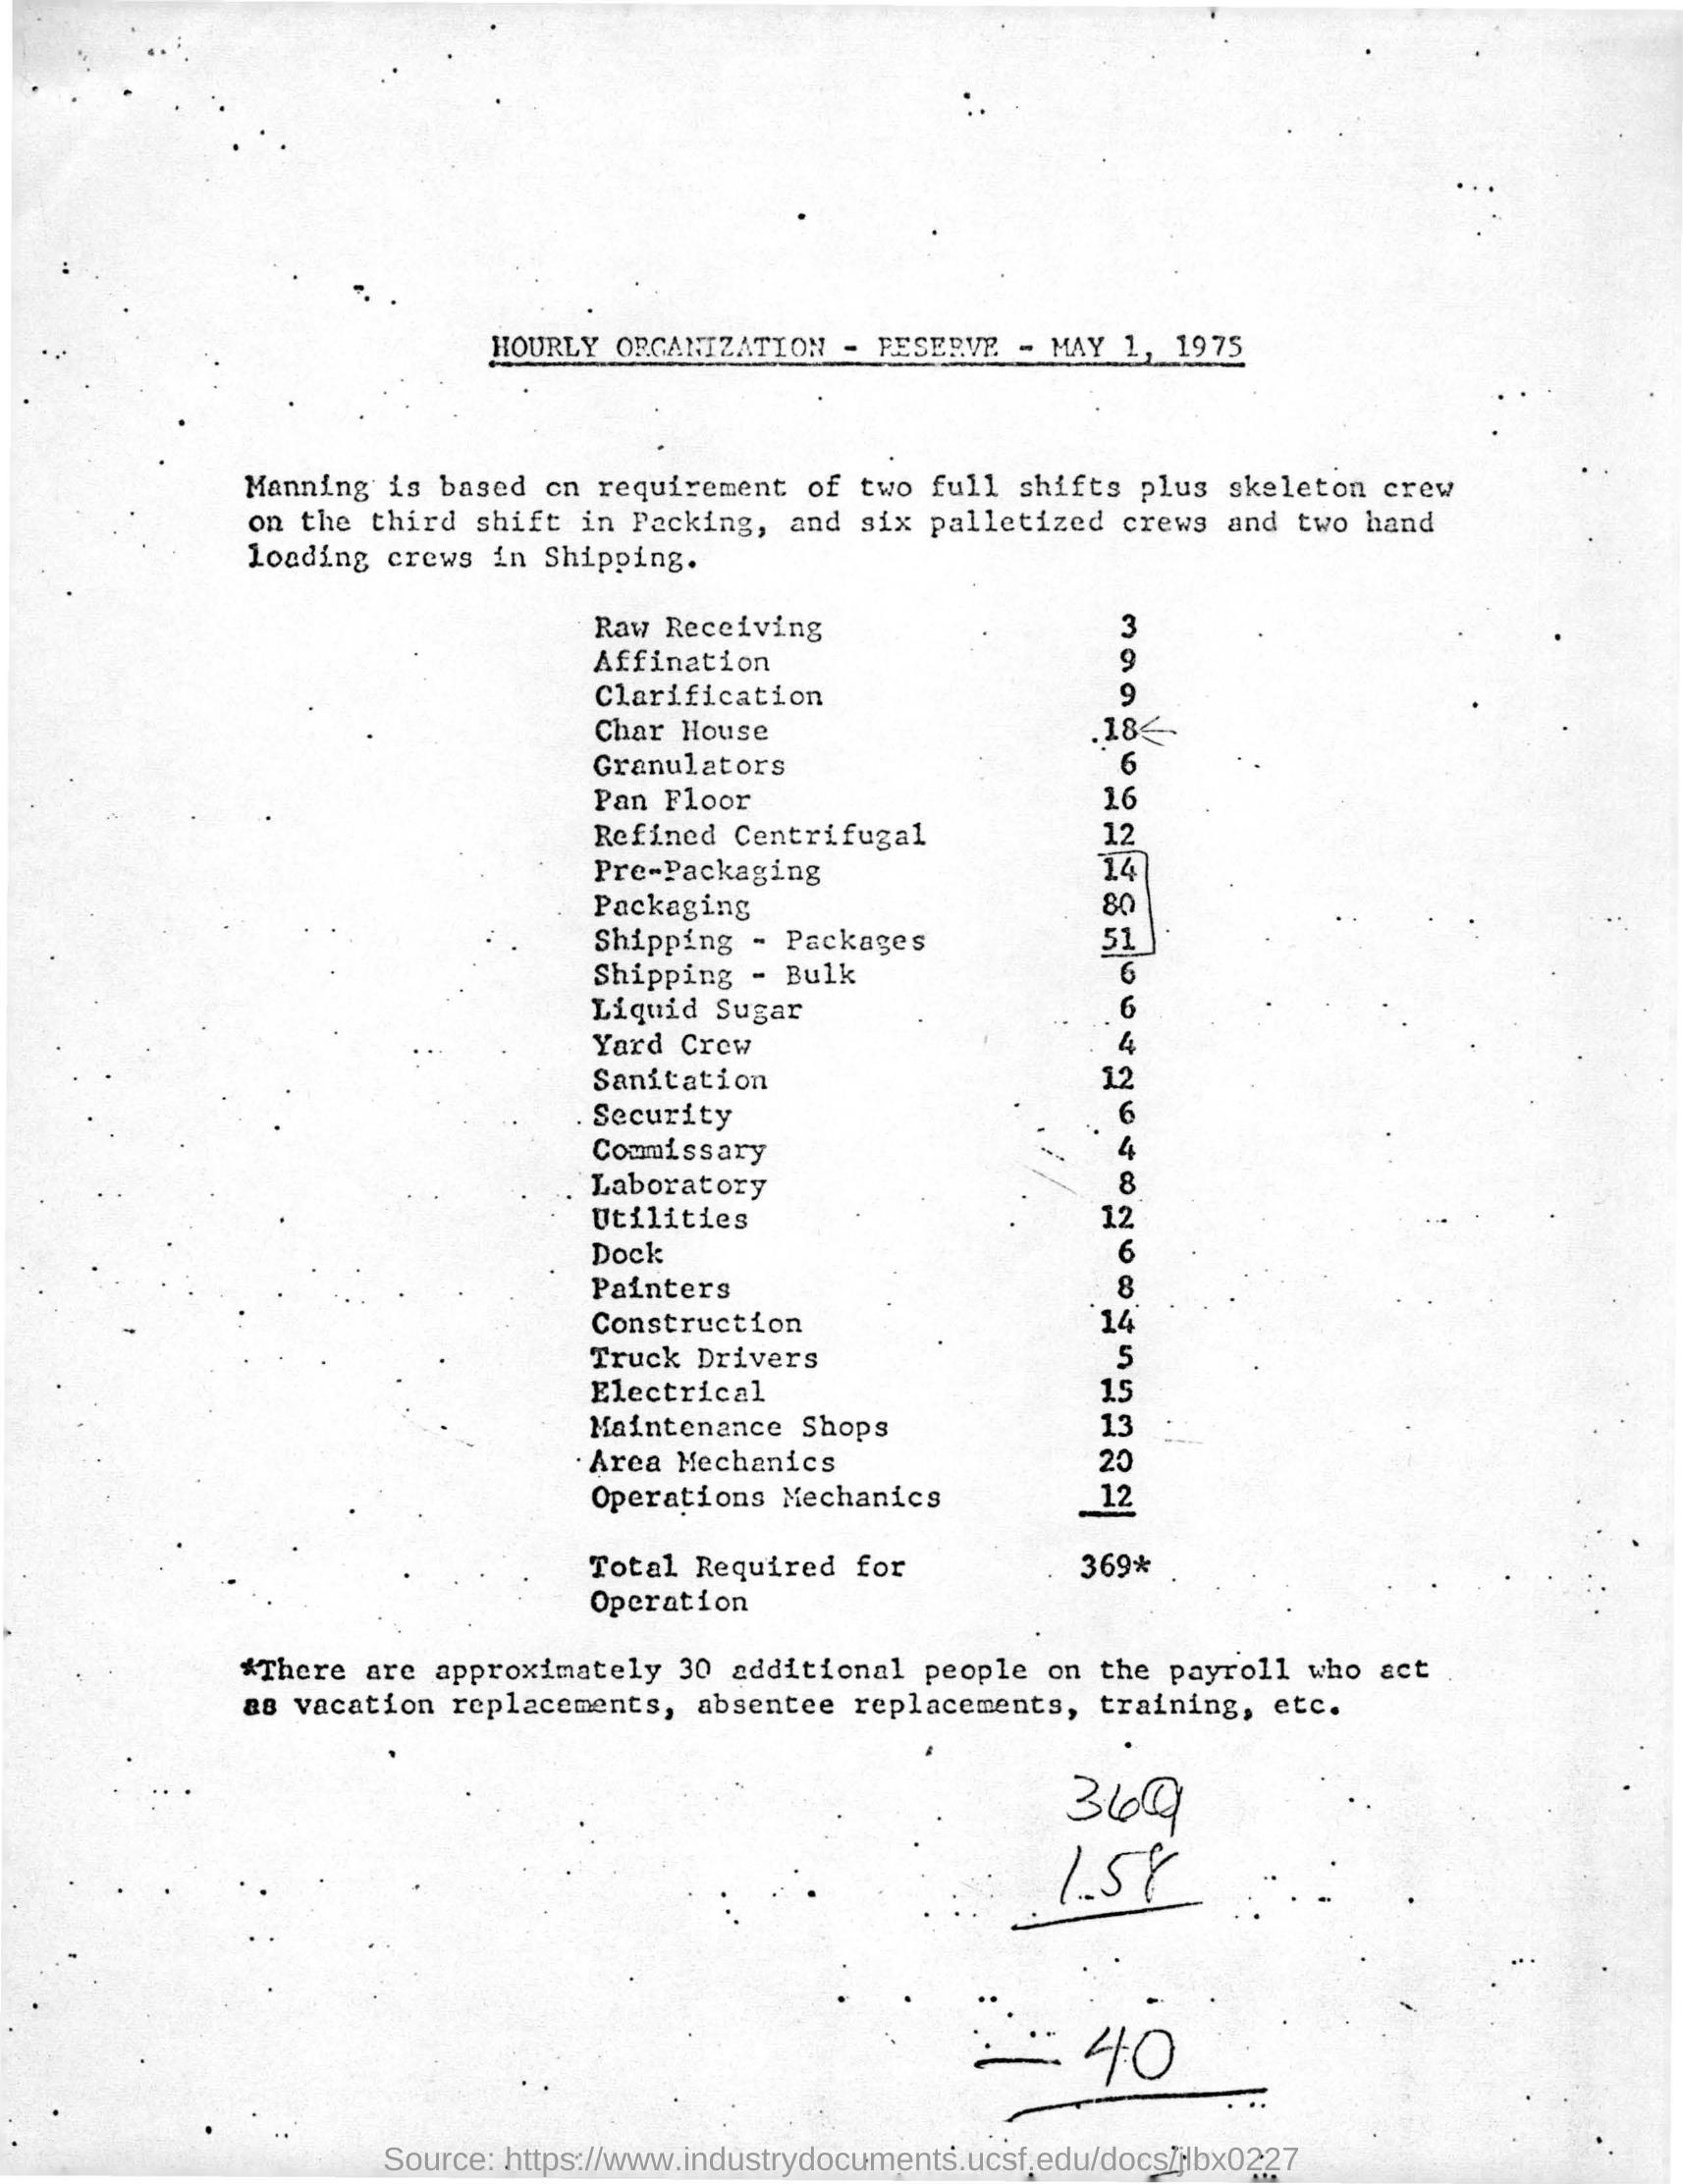 HOURLY ORGANIZATION - RESERVE - MAY 1, 1975
Manning is based on requirement of two full shifts plus skeleton crew
on the third shift in Packing, and six palletized crews and two hand
loading crews in Shipping.
Raw Receiving 3
Affination 9
Clarification 9
Char House 18
Granulators 6
Pan Floor 16
Refined Centrifugal 12
Pre-Packaging 14
Packaging 80
Shipping - Packages 51
Shipping - Bulk 6
Liquid Sugar 6
Yard Crew 4
Sanitation 12
Security 6
Commissary 4
Laboratory 8
Utilities 12
Dock 6
Painters 8
Construction 14
Truck Drivers 5
Electrical 15
Maintenance Shops 13
Area Mechanics 20
Operations Mechanics 12
Total Required for 369*
Operation
*There are approximately 30 additional people on the payroll who act
as vacation replacements, absentee replacements, training, etc.
369
158
- 40
Source: https://www.industrydocuments.ucsf.edu/docs/jlbx0227